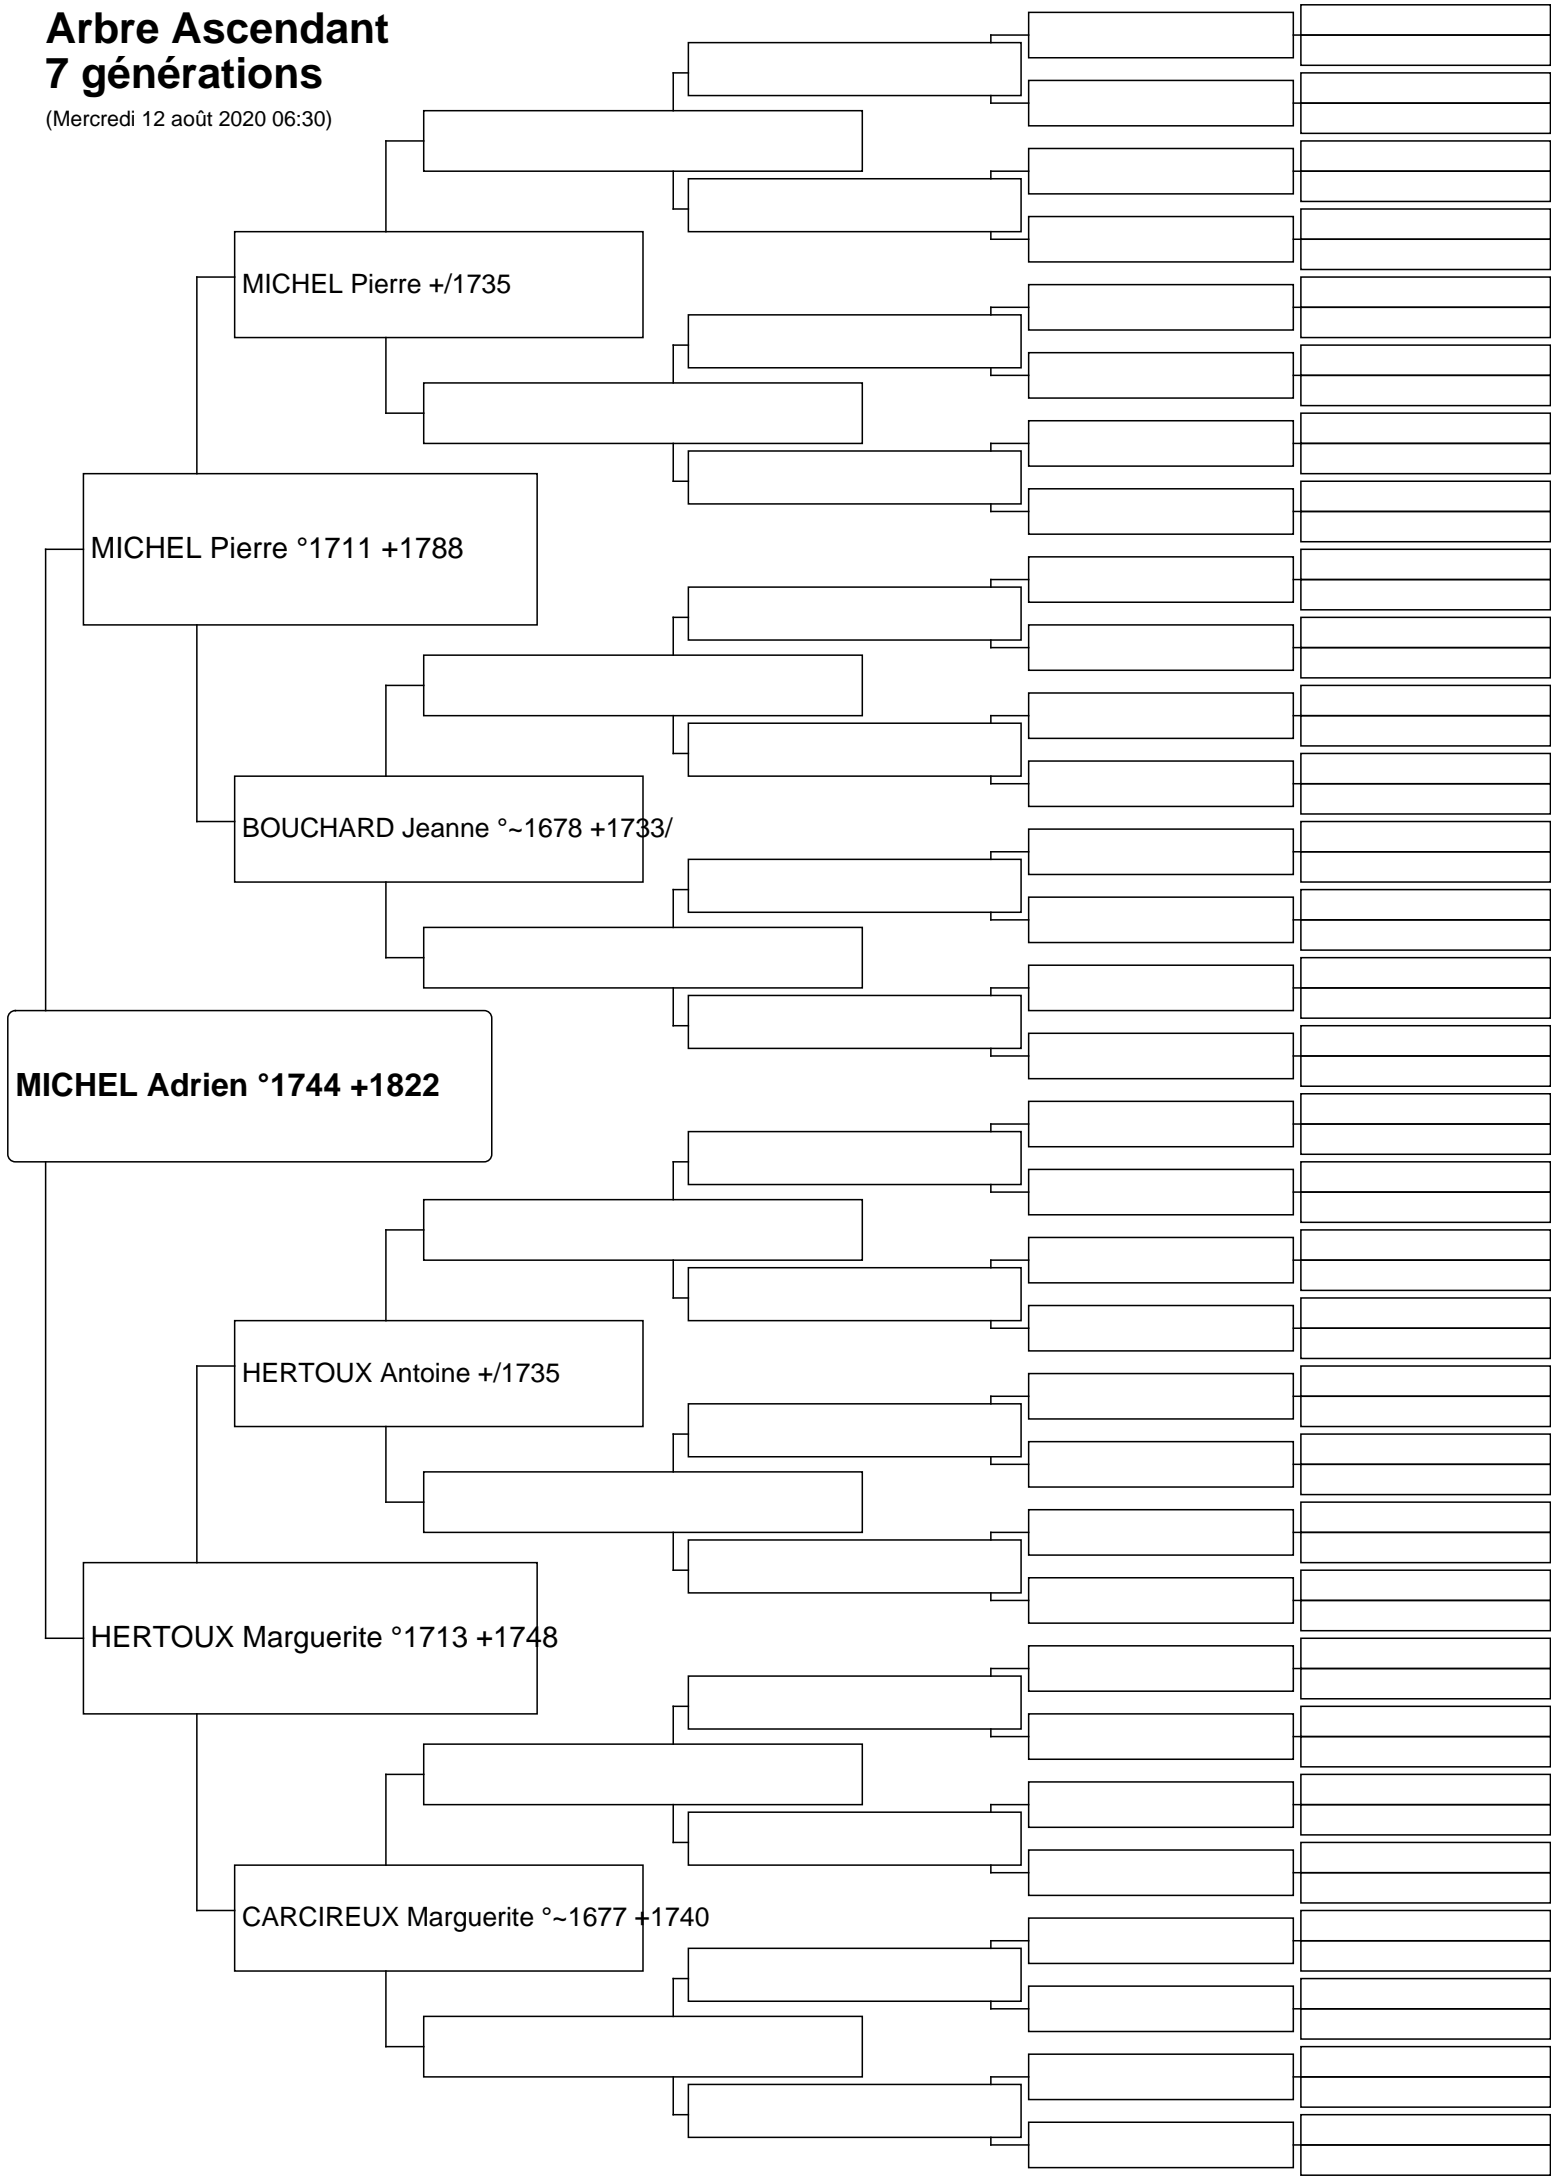 Arbre Ascendant
7 générations
(Mercredi 12 août 2020 06:30)
MICHEL Pierre +/1735
MICHEL Pierre °1711 +1788
BOUCHARD Jeanne °~1678 +1733/
MICHEL Adrien °1744 +1822
HERTOUX Antoine +/1735
HERTOUX Marguerite °1713 +1748
CARCIREUX Marguerite °~1677 +1740